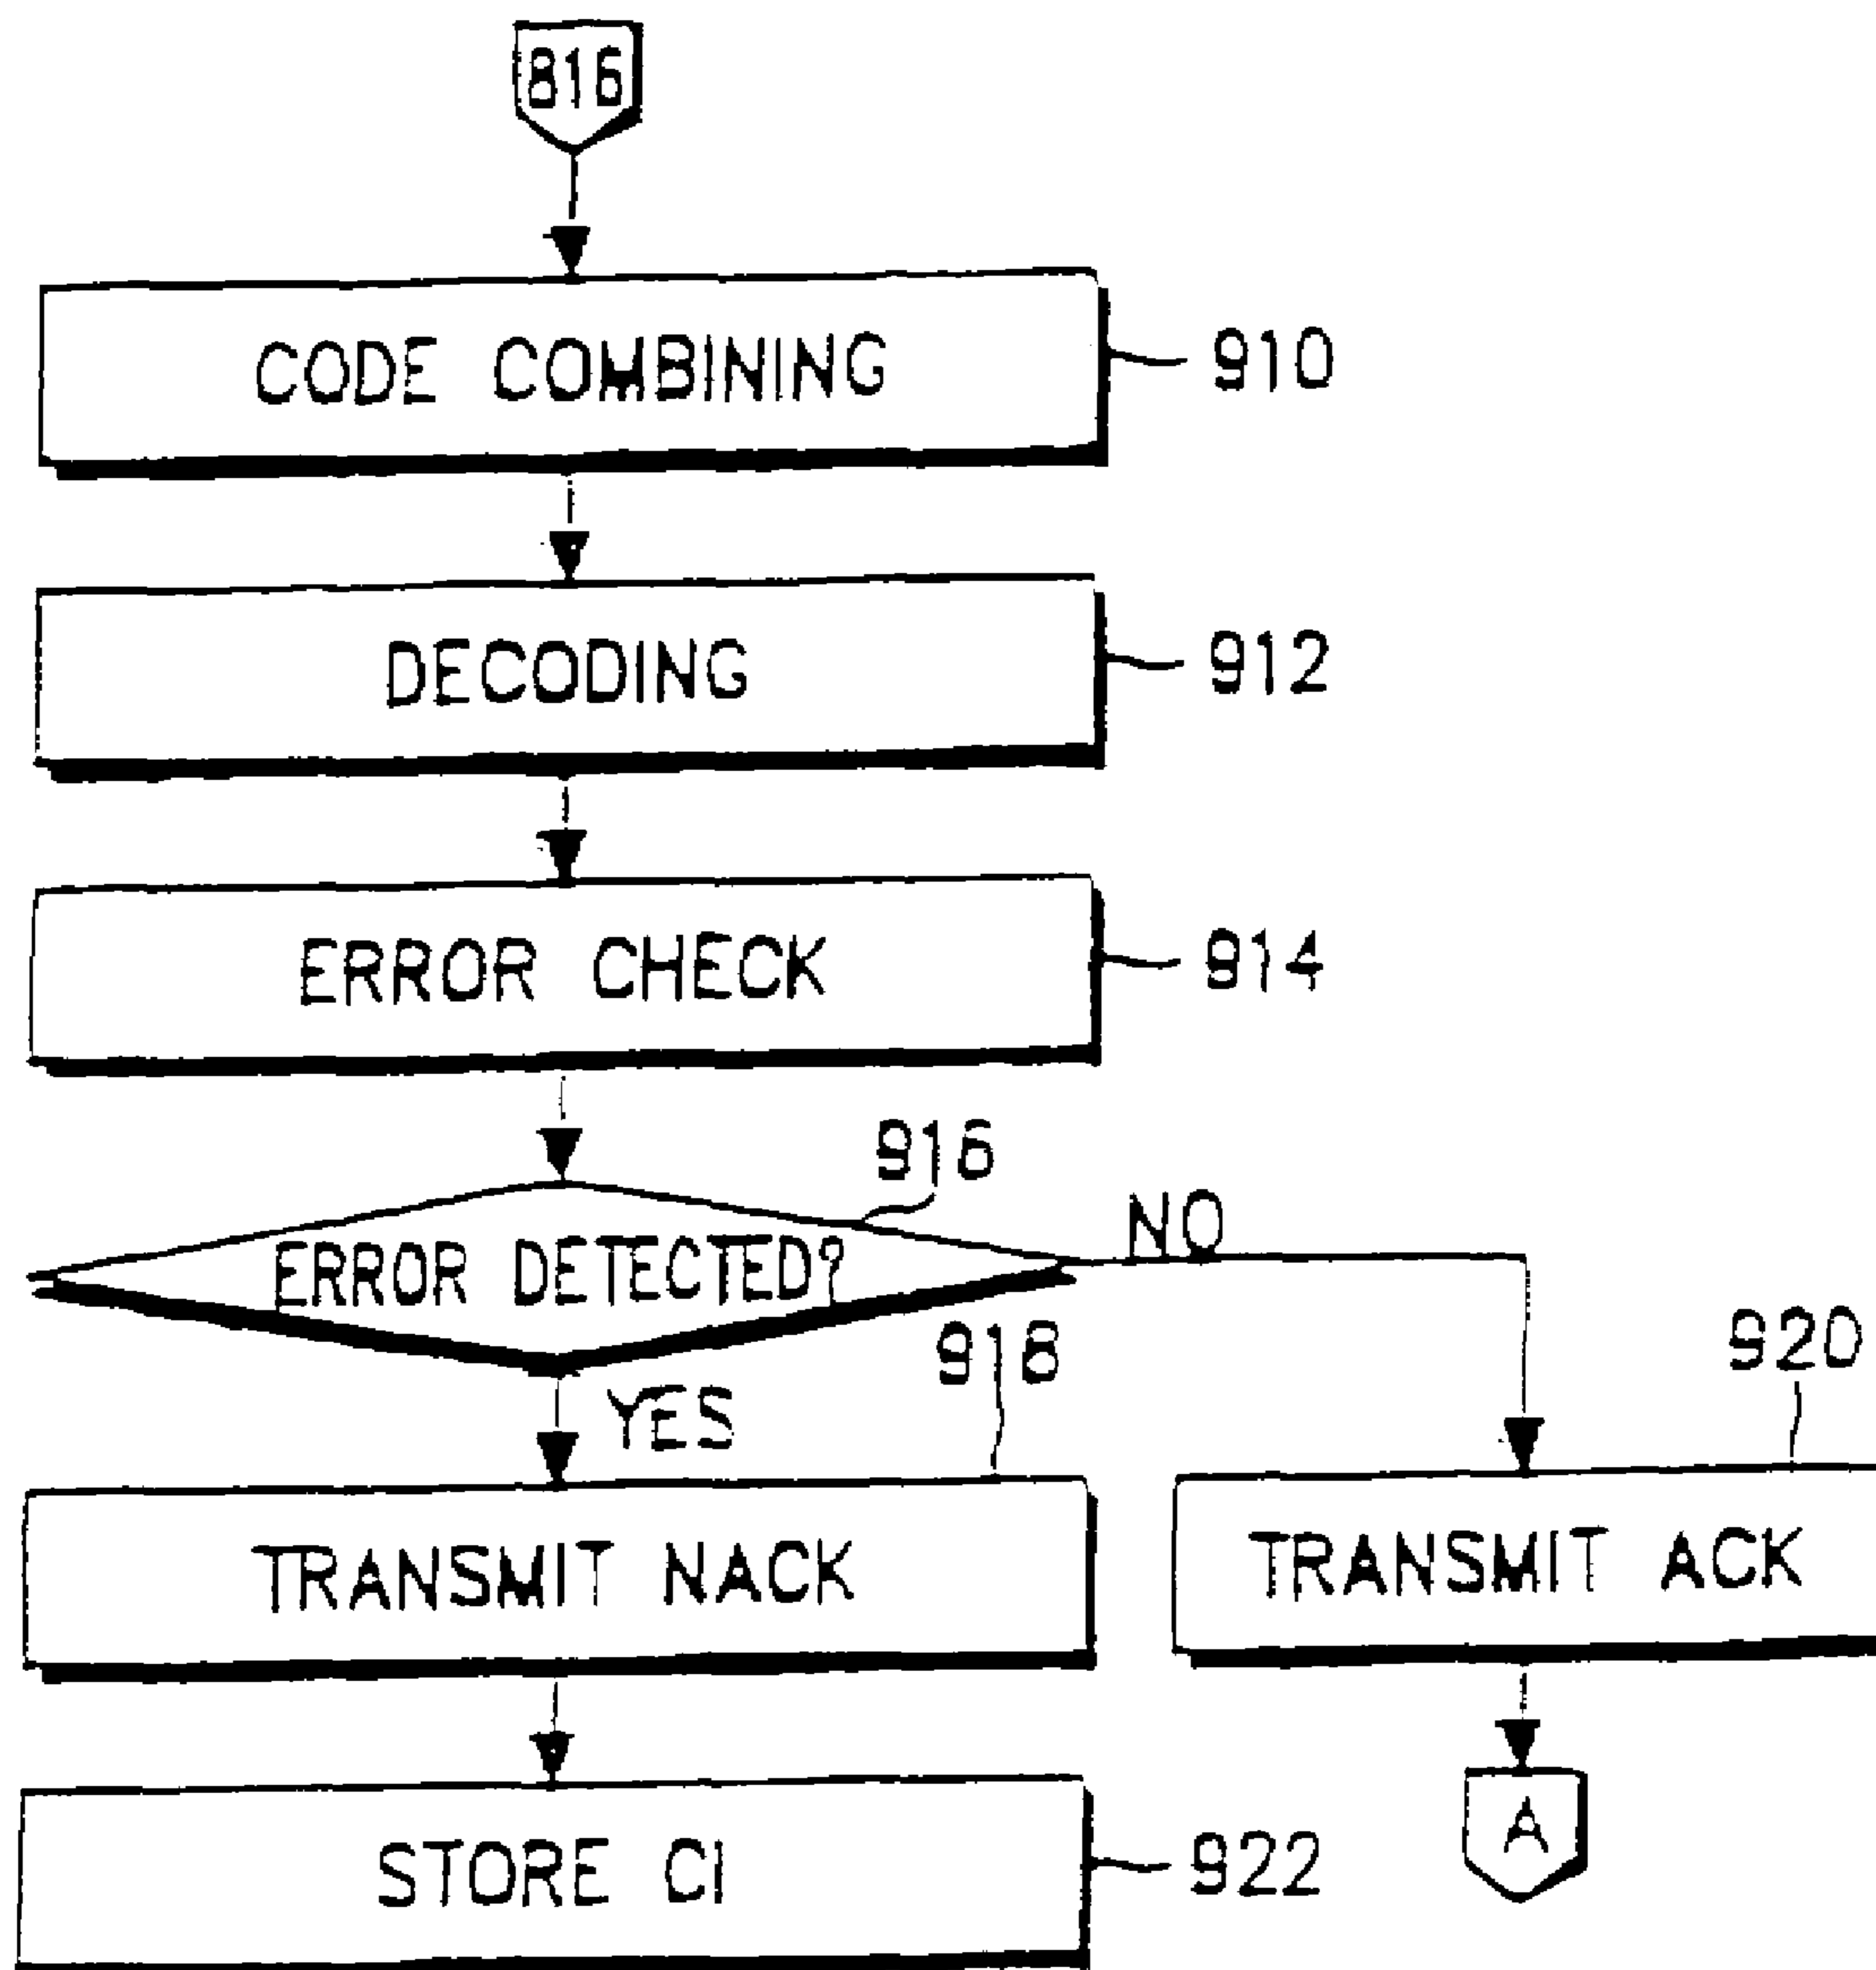 816
CODE COMBINING
910
DECODING
912
ERROR CHECK
914
916
ERROR DETECTED?
NO
918
920
YES
TRANSMIT NACK
TRANSMIT ACK
STORE Ci
922
A